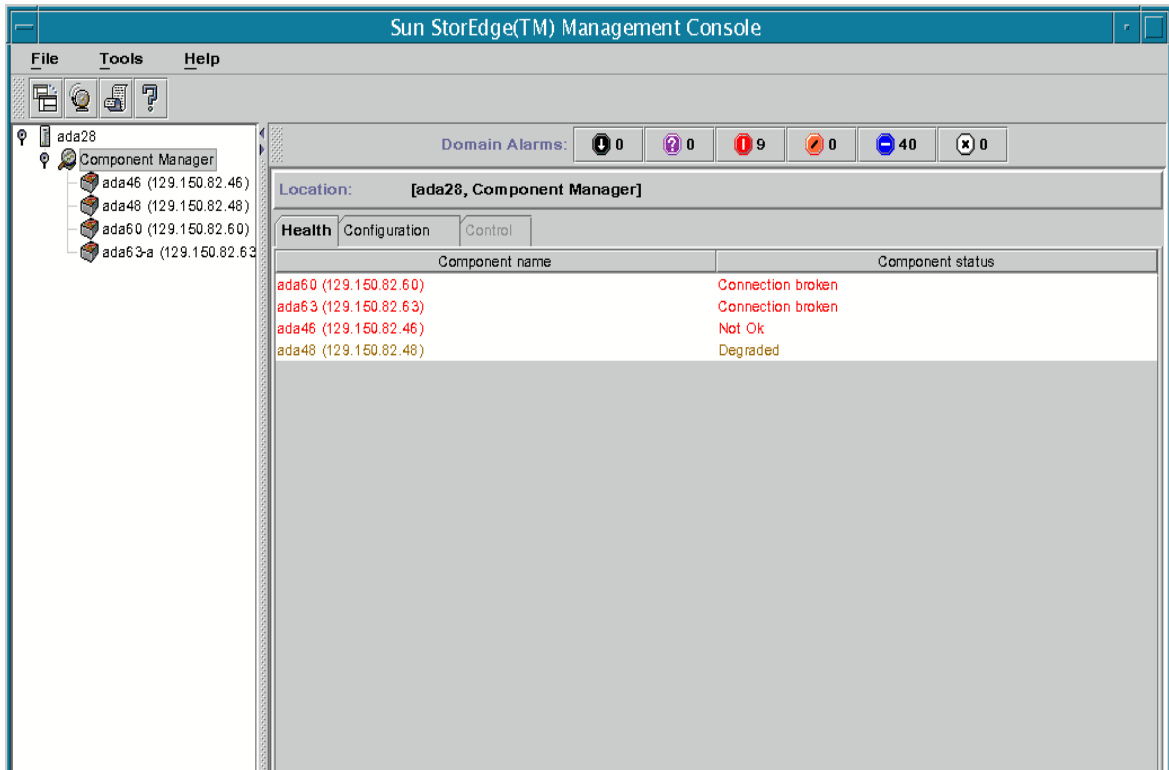 Sun StorEdge(TM) Management Console
File Tools Help
ada28
Component Manager
ada46 (129.150.82.46)
ada48 (129.150.82.48)
ada60 (129.150.82.60)
ada63-a (129.150.82.63
Domain Alarms: 0 0 9 0 40 0
Location: [ada28, Component Manager]
Health Configuration Control
Component name Component status
ada60 (129.150.82.60) Connection broken
ada63 (129.150.82.63) Connection broken
ada46 (129.150.82.46) Not Ok
ada48 (129.150.82.48) Degraded